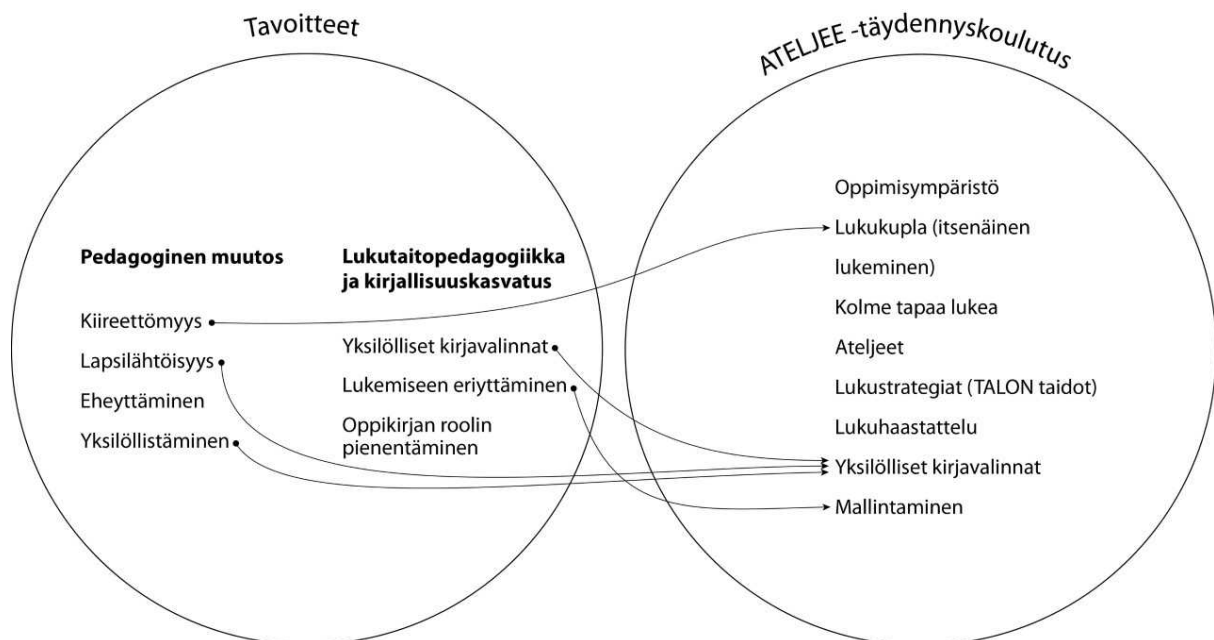 Tavoitteet
ATELJEE -täydennyskoulutus
Pedagoginen muutos
Kiireettömyys
Lapsilähtöisyys
Eheyttäminen
Yksilöllistäminen
Lukutaitopedagogiikka
ja kirjallisuuskasvatus
Yksilölliset kirjavalinnat
Lukemiseen eriyttäminen
Oppikirjan roolin
pienentäminen
Oppimisympäristö
Lukukupla (itsenäinen
lukeminen)
Kolme tapaa lukea
Ateljeet
Lukustrategiat (TALON taidot)
Lukuhaastattelu
Yksilölliset kirjavalinnat
Mallintaminen